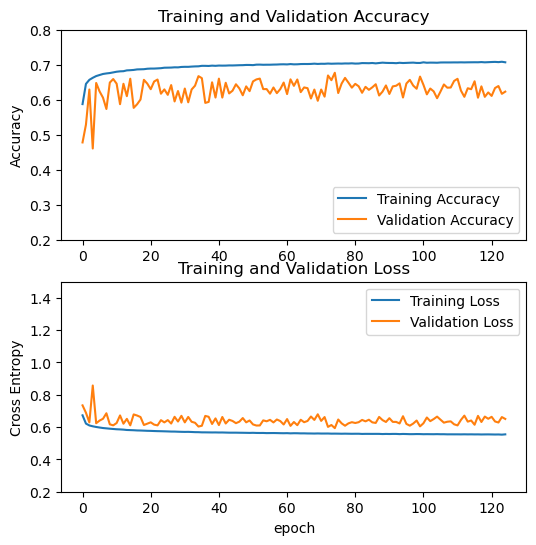 Training and Validation Accuracy
0.8
0.7
0.6
0.5
0.4
0.3
0.2
Accuracy
Training Accuracy
Validation Accuracy
0 20 40 60 80 100 120
Training and Validation Loss
1.4
1.2
1.0
0.8
0.6
0.4
0.2
Cross Entropy
Training Loss
Validation Loss
0 20 40 60 80 100 120
epoch